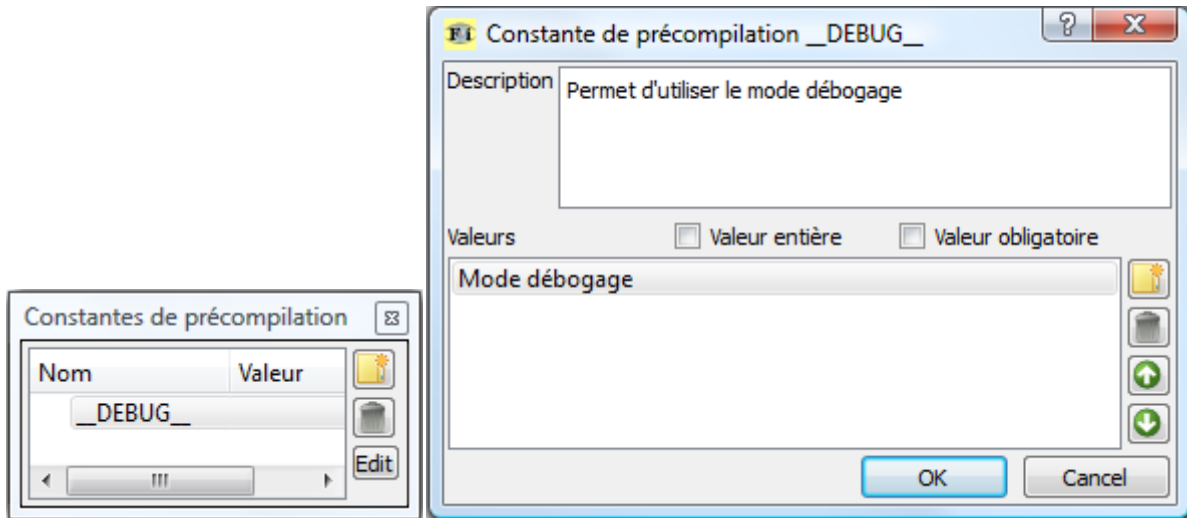 Constantes de précompilation
Nom Valeur
__DEBUG__
Edit
Constante de précompilation __DEBUG__
Description
Permet d'utiliser le mode débogage
Valeurs Valeur entière Valeur obligatoire
Mode débogage
OK Cancel